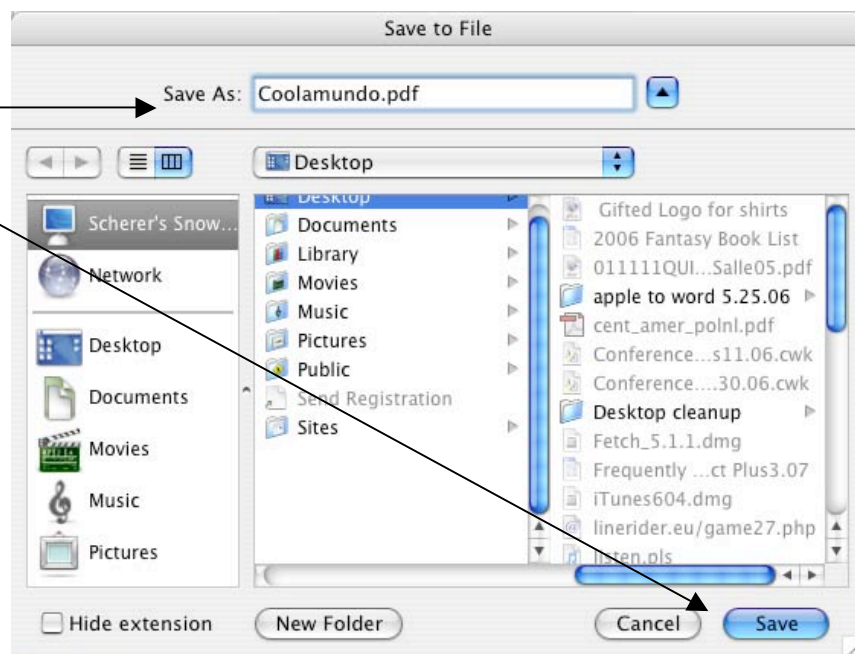 Save to File
Save As: Coolamundo.pdf
Desktop
Scherer's Snow...
Network
Desktop
Documents
Movies
Music
Pictures
Desktop
Documents
Library
Movies
Music
Pictures
Public
Send Registration
Sites
Gifted Logo for shirts
2006 Fantasy Book List
011111QUI...Salle05.pdf
apple to word 5.25.06
cent_amer_polnl.pdf
Conference...s11.06.cwk
Conference....30.06.cwk
Desktop cleanup
Fetch_5.1.1.dmg
Frequently ...ct Plus3.07
iTunes604.dmg
linerider.eu/game27.php
listen.pls
Hide extension
New Folder
Cancel
Save